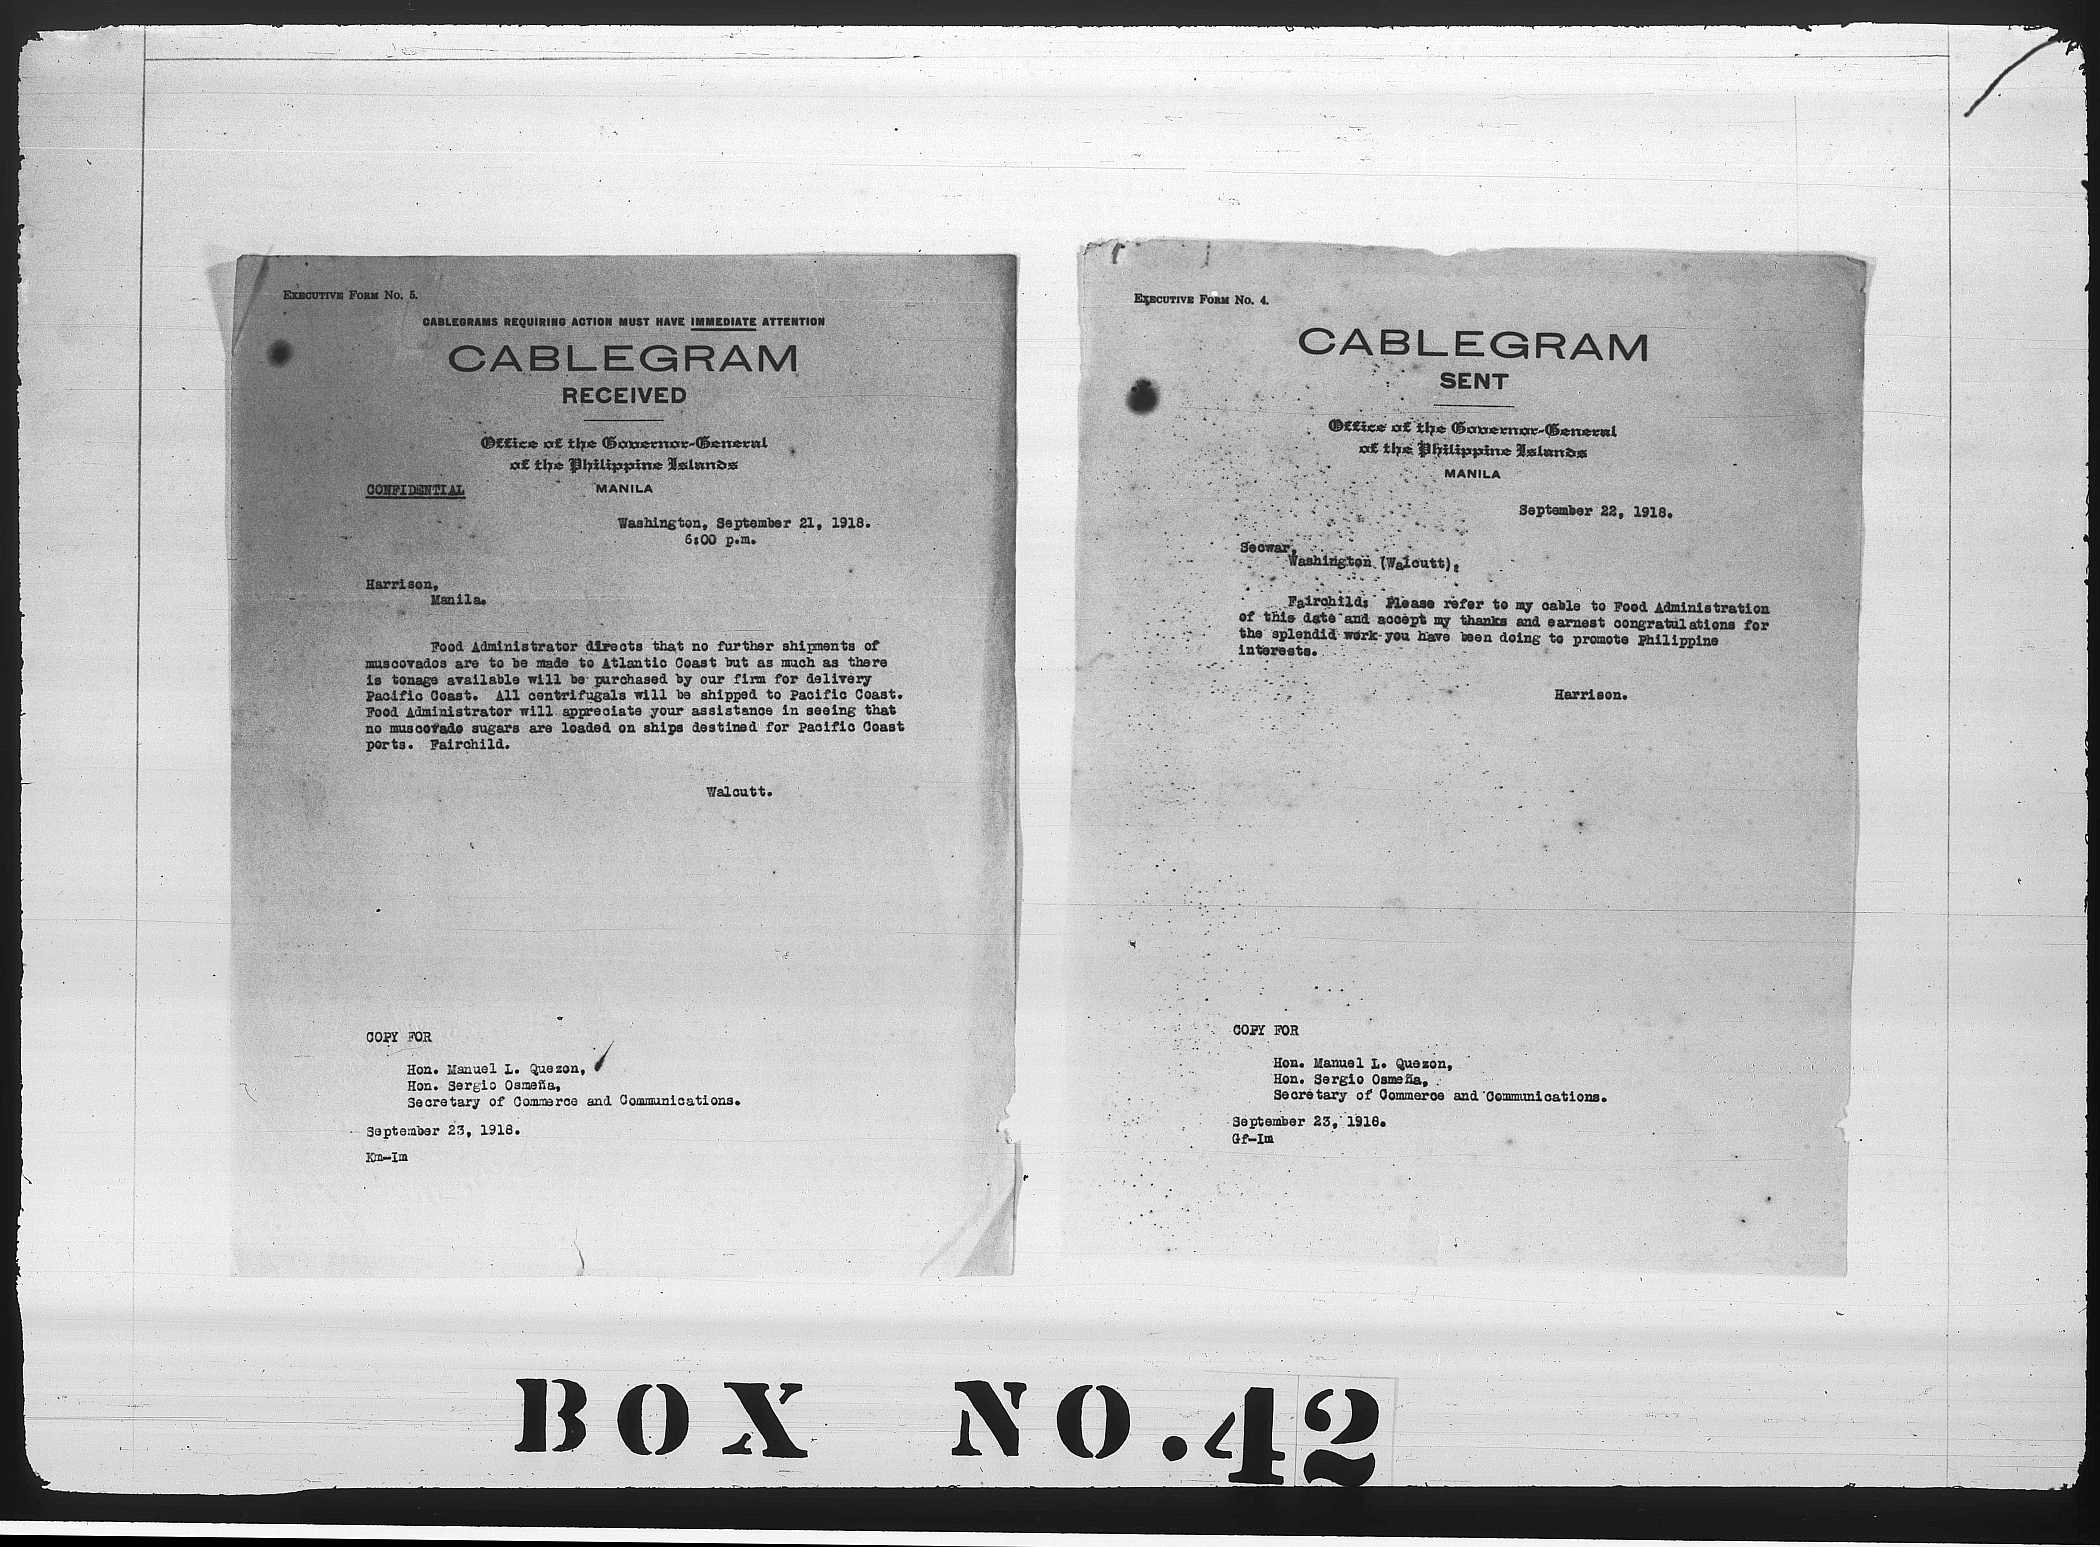 EXECUTIVE FORM NO. 5.
CABLEGRAMS REQUIRING ACTION MUST HAVE IMMEDIATE ATTENTION
CABLEGRAM
RECEIVED
Office of the Governor-General
of the Philippine Islands
CONFIDENTIAL
MANILA
Washington, September 21, 1918.
6:00 p.m.
Harrison,
Manila.
Food Administrator directs that no further shipments of
muscovados are to be made to Atlantic Coast but as much as there
is tonage available will be purchased by our firm for delivery
Pacific Coast. All centrifugals will be shipped to Pacific Coast.
Food Administrator will appreciate your assistance in seeing that
no muscovado sugars are loaded on ships destined for Pacific Coast
ports. Fairchild.
Walcutt.
COPY FOR
Hon. Manuel L. Quezon,
Hon. Sergio Osmeña,
Secretary of Commerce and Communications.
September 23, 1918.
Km-Im
EXECUTIVE FORM NO. 4.
CABLEGRAM
SENT
Office of the Governor-General
of the Philippine Islands
MANILA
September 22, 1918.
Secwar,
Washington (Walcutt),
Fairchild: Please refer to my cable to Food Administration
of this date and accept my thanks and earnest congratulations for
the splendid work you have been doing to promote Philippine
interests.
Harrison.
COPY FOR
Hon. Manuel L. Quezon,
Hon. Sergio Osmeña,
Secretary of Commerce and Communications.
September 23, 1918.
Gf-Im
BOX NO. 42